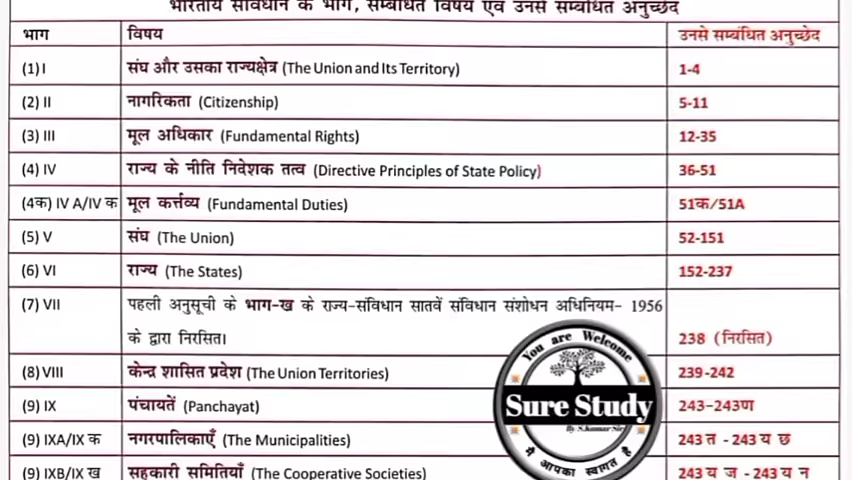 भारतीय संविधान के भाग, सम्बंधित विषय एवं उनसे सम्बंधित अनुच्छेद
भाग विषय उनसे सम्बंधित अनुच्छेद
(1) I संघ और उसका राज्यक्षेत्र (The Union and Its Territory) 1-4
(2) II नागरिकता (Citizenship) 5-11
(3) III मूल अधिकार (Fundamental Rights) 12-35
(4) IV राज्य के नीति निदेशक तत्व (Directive Principles of State Policy) 36-51
(4क) IV A/IV क मूल कर्त्तव्य (Fundamental Duties) 51क/51A
(5) V संघ (The Union) 52-151
(6) VI राज्य (The States) 152-237
(7) VII पहली अनुसूची के भाग-ख के राज्य-संविधान सातवें संविधान संशोधन अधिनियम- 1956
के द्वारा निरसित। 238 (निरसित)
(8) VIII केन्द्र शासित प्रदेश (The Union Territories) 239-242
(9) IX पंचायतें (Panchayat) 243-243ण
(9) IXA/IX क नगरपालिकाएँ (The Municipalities) 243 त - 243 य छ
(9) IXB/IX ख सहकारी समितियाँ (The Cooperative Societies) 243 य ज - 243 य न
You are Welcome
Sure Study
By S.Kumar Sir
में आपका स्वागत है